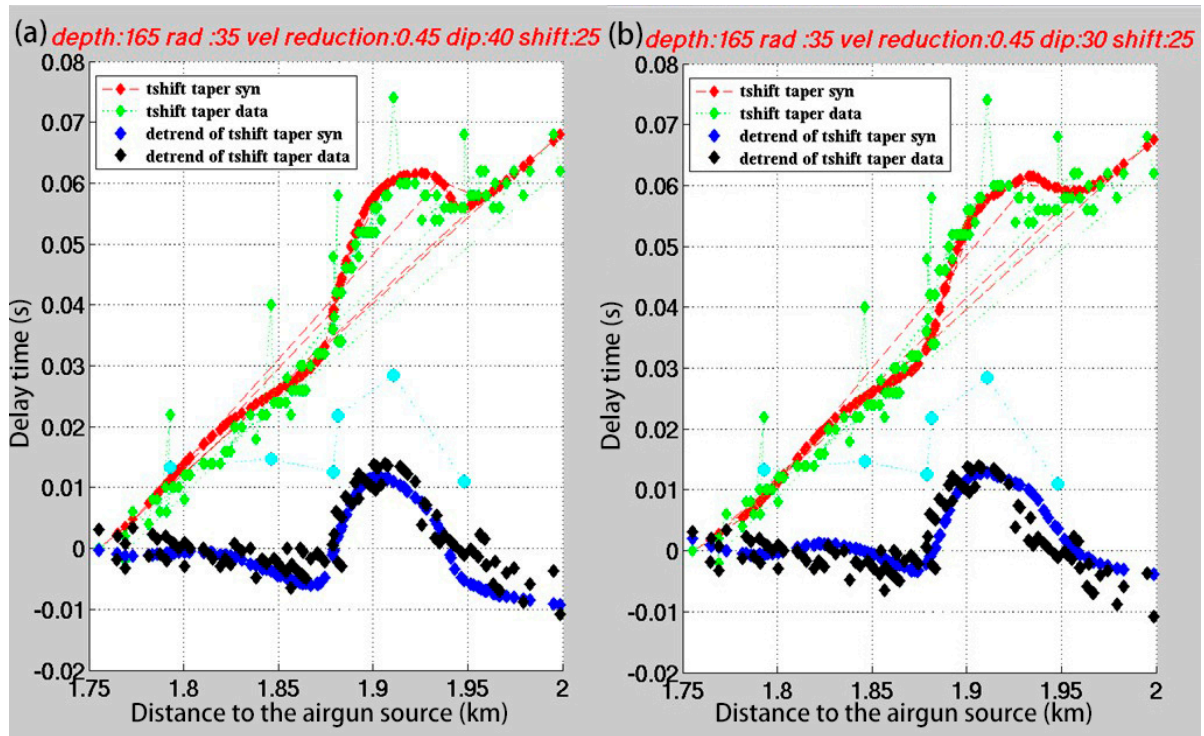 (a) depth:165 rad :35 vel reduction:0.45 dip:40 shift:25
0.08
0.07
0.06
0.05
0.04
0.03
0.02
0.01
0
-0.01
-0.02
Delay time (s)
tshift taper syn
tshift taper data
detrend of tshift taper syn
detrend of tshift taper data
1.75 1.8 1.85 1.9 1.95 2
Distance to the airgun source (km)
(b) depth:165 rad :35 vel reduction:0.45 dip:30 shift:25
0.08
0.07
0.06
0.05
0.04
0.03
0.02
0.01
0
-0.01
-0.02
Delay time (s)
tshift taper syn
tshift taper data
detrend of tshift taper syn
detrend of tshift taper data
1.75 1.8 1.85 1.9 1.95 2
Distance to the airgun source (km)